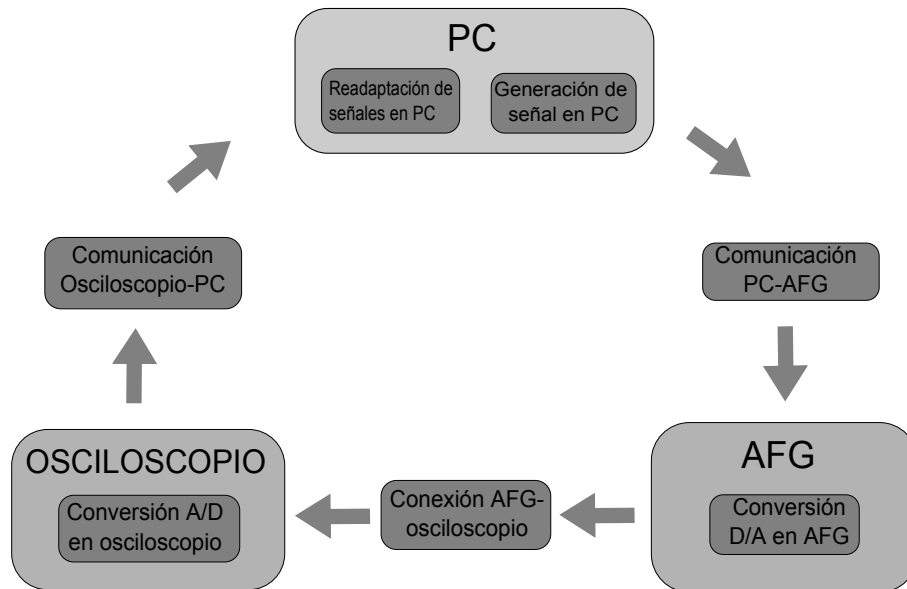 PC
Readaptación de
señales en PC
Generación de
señal en PC
Comunicación
Osciloscopio-PC
Comunicación
PC-AFG
OSCILOSCOPIO
Conversión A/D
en osciloscopio
Conexión AFG-
osciloscopio
AFG
Conversión
D/A en AFG